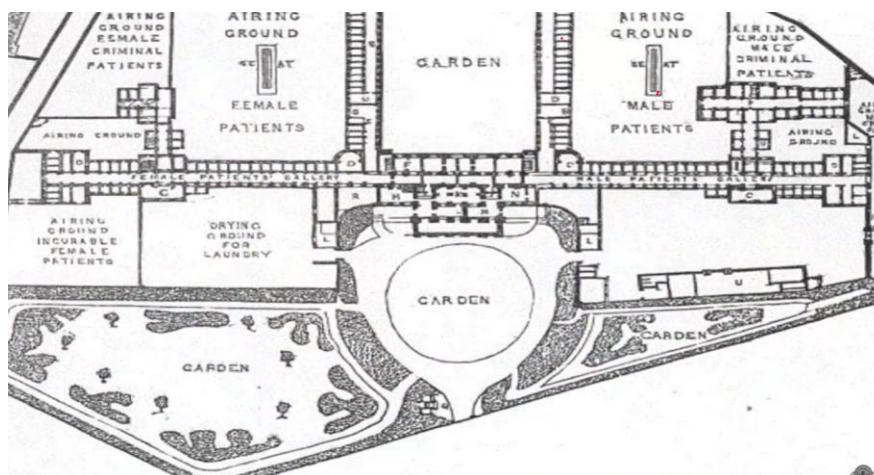 AIRING
GROUND
FEMALE
CRIMINAL
PATIENTS
AIRING
GROUND
SEAT
FEMALE
PATIENTS
GARDEN
AIRING
GROUND
SEAT
MALE
PATIENTS
AIRING
GROUND
MALE
CRIMINAL
PATIENTS
AIRING GROUND
AIRING
GROUND
FEMALE PATIENTS GALLERY
MALE PATIENTS GALLERY
C
R
H
N
C
AIRING
GROUND
INCURABLE
FEMALE
PATIENTS
DRYING
GROUND
FOR
LAUNDRY
L
L
U
GARDEN
GARDEN
GARDEN